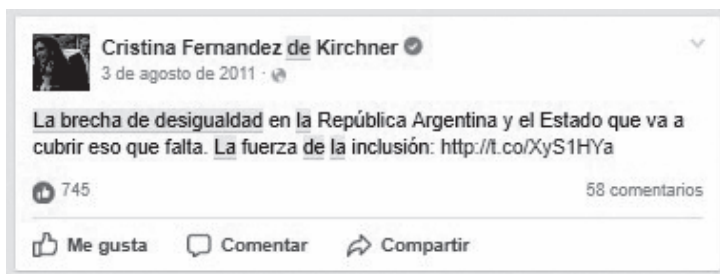 Cristina Fernandez de Kirchner
3 de agosto de 2011 ·
La brecha de desigualdad en la República Argentina y el Estado que va a
cubrir eso que falta. La fuerza de la inclusión: http://t.co/XyS1HYa
745 58 comentarios
Me gusta Comentar Compartir